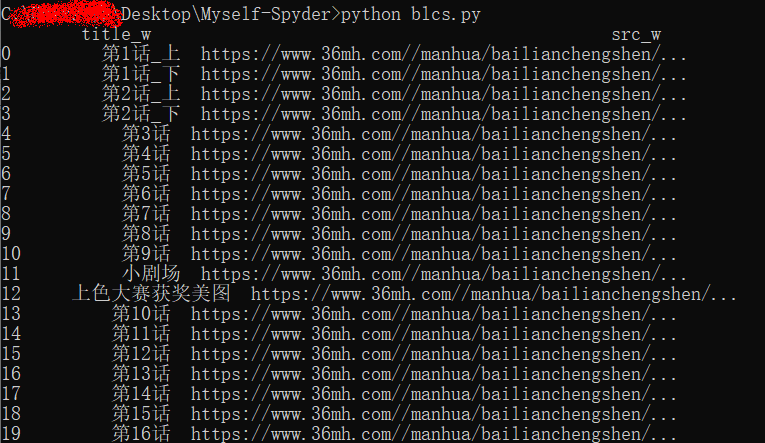 C Desktop\Myself-Spyder>python blcs.py
title_w src_w
0 第1话_上 https://www.36mh.com//manhua/bailianchengshen/...
1 第1话_下 https://www.36mh.com//manhua/bailianchengshen/...
2 第2话_上 https://www.36mh.com//manhua/bailianchengshen/...
3 第2话_下 https://www.36mh.com//manhua/bailianchengshen/...
4 第3话 https://www.36mh.com//manhua/bailianchengshen/...
5 第4话 https://www.36mh.com//manhua/bailianchengshen/...
6 第5话 https://www.36mh.com//manhua/bailianchengshen/...
7 第6话 https://www.36mh.com//manhua/bailianchengshen/...
8 第7话 https://www.36mh.com//manhua/bailianchengshen/...
9 第8话 https://www.36mh.com//manhua/bailianchengshen/...
10 第9话 https://www.36mh.com//manhua/bailianchengshen/...
11 小剧场 https://www.36mh.com//manhua/bailianchengshen/...
12 上色大赛获奖美图 https://www.36mh.com//manhua/bailianchengshen/...
13 第10话 https://www.36mh.com//manhua/bailianchengshen/...
14 第11话 https://www.36mh.com//manhua/bailianchengshen/...
15 第12话 https://www.36mh.com//manhua/bailianchengshen/...
16 第13话 https://www.36mh.com//manhua/bailianchengshen/...
17 第14话 https://www.36mh.com//manhua/bailianchengshen/...
18 第15话 https://www.36mh.com//manhua/bailianchengshen/...
19 第16话 https://www.36mh.com//manhua/bailianchengshen/...